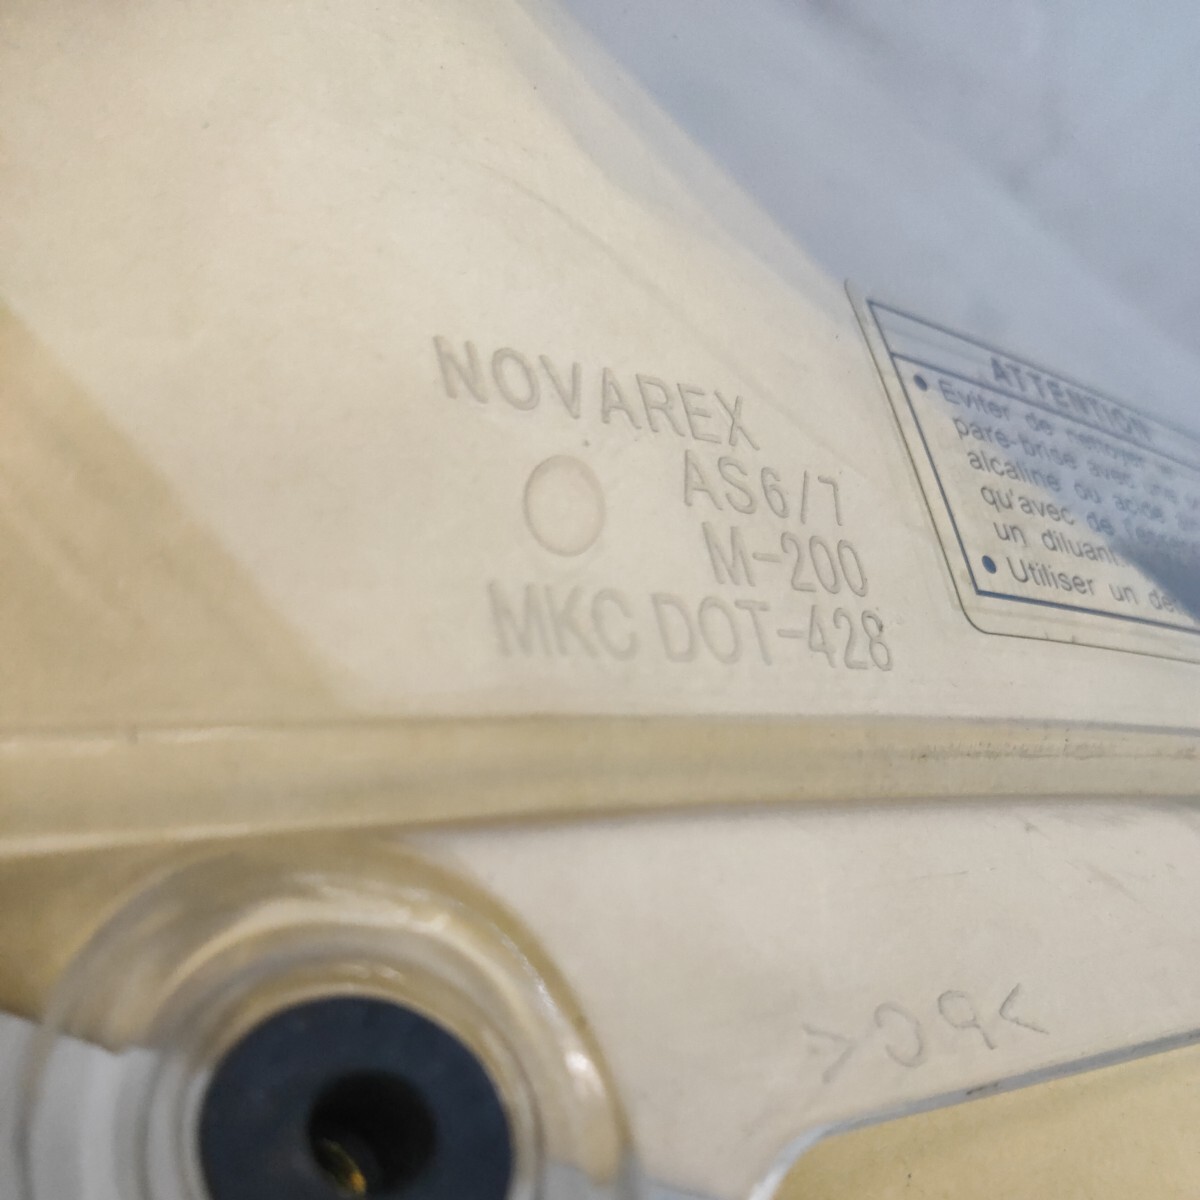 NOVAREX
AS6/7
M-200
MKC DOT-428
ATTENTION
• Eviter de nettoyer
pare-brise avec une
alcaline ou acide
qu'avec de
un diluant
• Utiliser un
>PC<